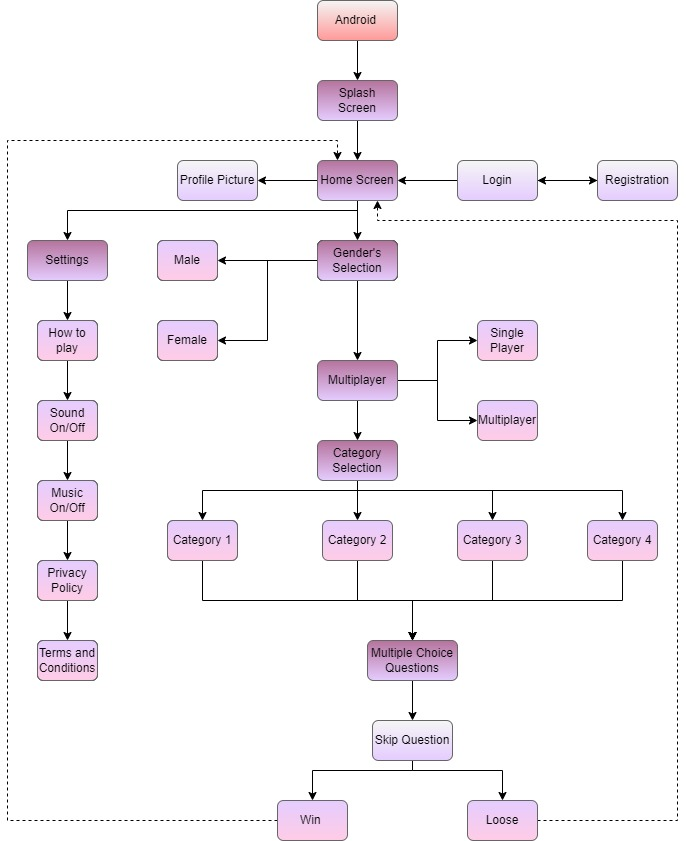 Android
Splash
Screen
Profile Picture
Home Screen
Login
Registration
Settings
Male
Gender's
Selection
How to
play
Female
Single
Player
Multiplayer
Sound
On/Off
Multiplayer
Category
Selection
Music
On/Off
Category 1
Category 2
Category 3
Category 4
Privacy
Policy
Terms and
Conditions
Multiple Choice
Questions
Skip Question
Win
Loose